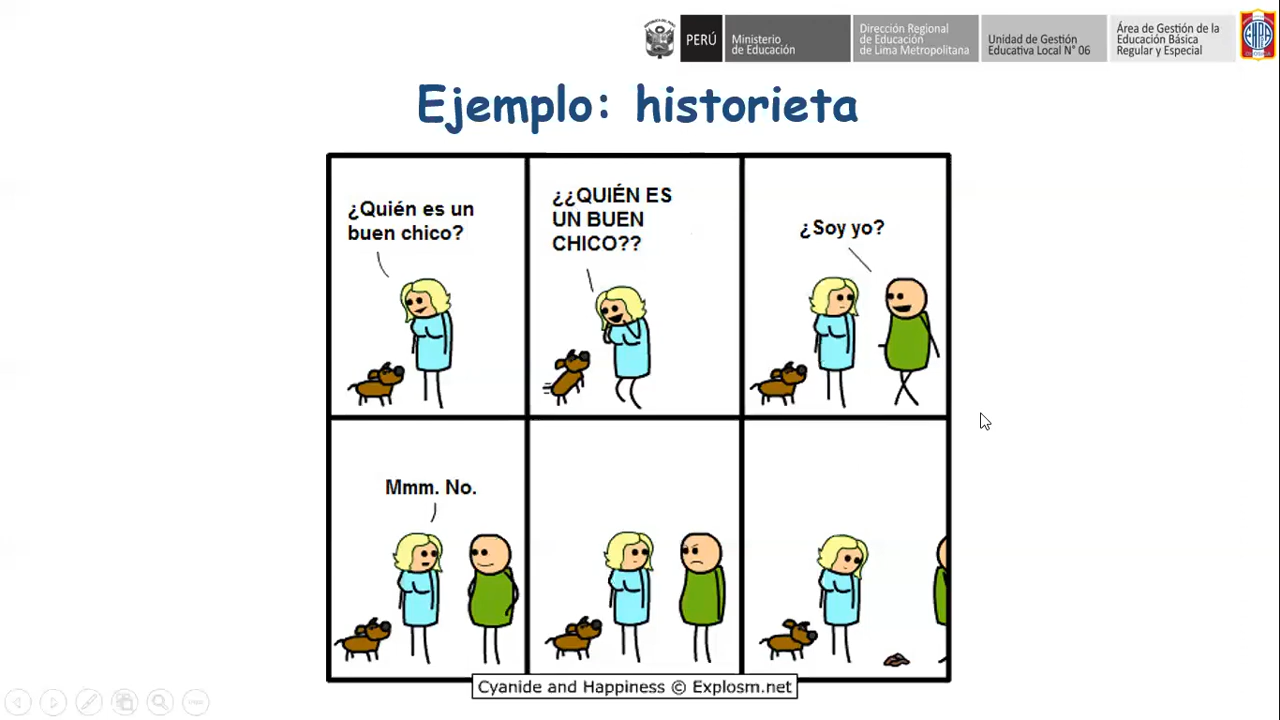 PERÚ
Ministerio
de Educación
Dirección Regional
de Educación
de Lima Metropolitana
Unidad de Gestión
Educativa Local N° 06
Área de Gestión de la
Educación Básica
Regular y Especial
Ejemplo: historieta
¿Quién es un
buen chico?
¿¿QUIÉN ES
UN BUEN
CHICO??
¿Soy yo?
Mmm. No.
Cyanide and Happiness © Explosm.net